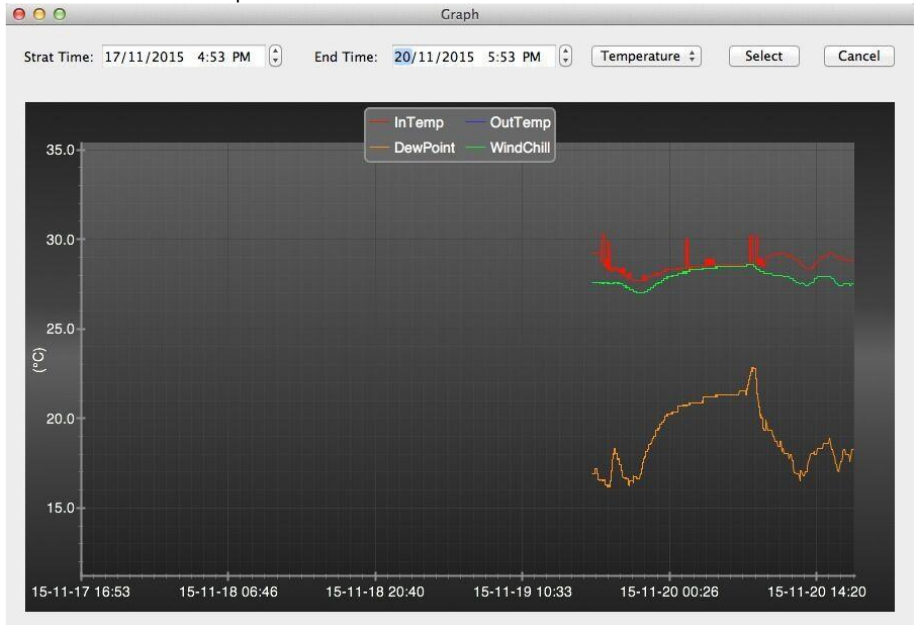 Graph
Strat Time: 17/11/2015 4:53 PM End Time: 20/11/2015 5:53 PM Temperature Select Cancel
InTemp OutTemp
DewPoint WindChill
35.0
30.0
25.0
(°C)
20.0
15.0
15-11-17 16:53 15-11-18 06:46 15-11-18 20:40 15-11-19 10:33 15-11-20 00:26 15-11-20 14:20